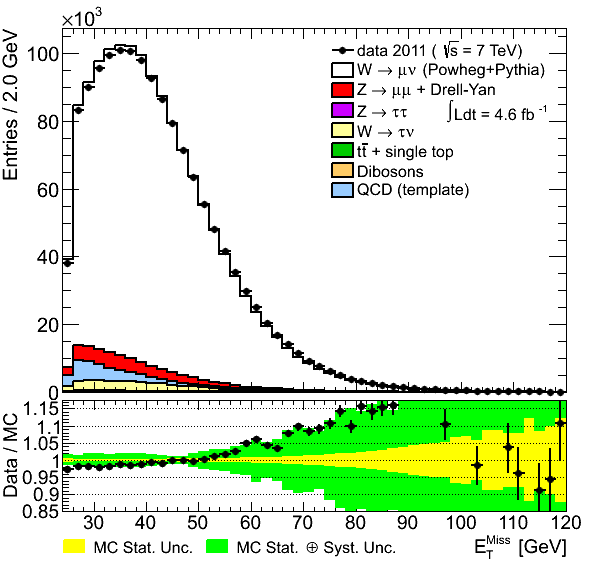 ×10³
Entries / 2.0 GeV
100
80
60
40
20
0
data 2011 ( √s = 7 TeV)
W → μν (Powheg+Pythia)
Z → μμ + Drell-Yan
Z → ττ
∫Ldt = 4.6 fb⁻¹
W → τν
tt̄ + single top
Dibosons
QCD (template)
Data / MC
1.15
1.1
1.05
1
0.95
0.9
0.85
30 40 50 60 70 80 90 100 110 120
MC Stat. Unc. MC Stat. ⊕ Syst. Unc. E_T^Miss [GeV]